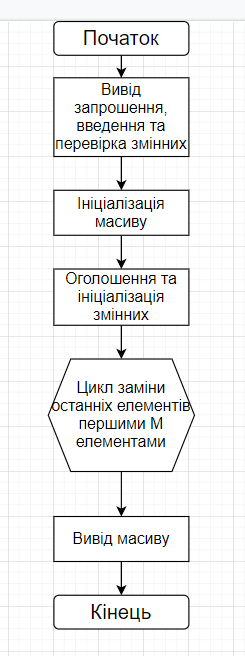 Початок
Вивід
запрошення,
введення та
перевірка змінних
Ініціалізація
масиву
Оголошення та
ініціалізація
змінних
Цикл заміни
останніх елементів
першими М
елементами
Вивід масиву
Кінець